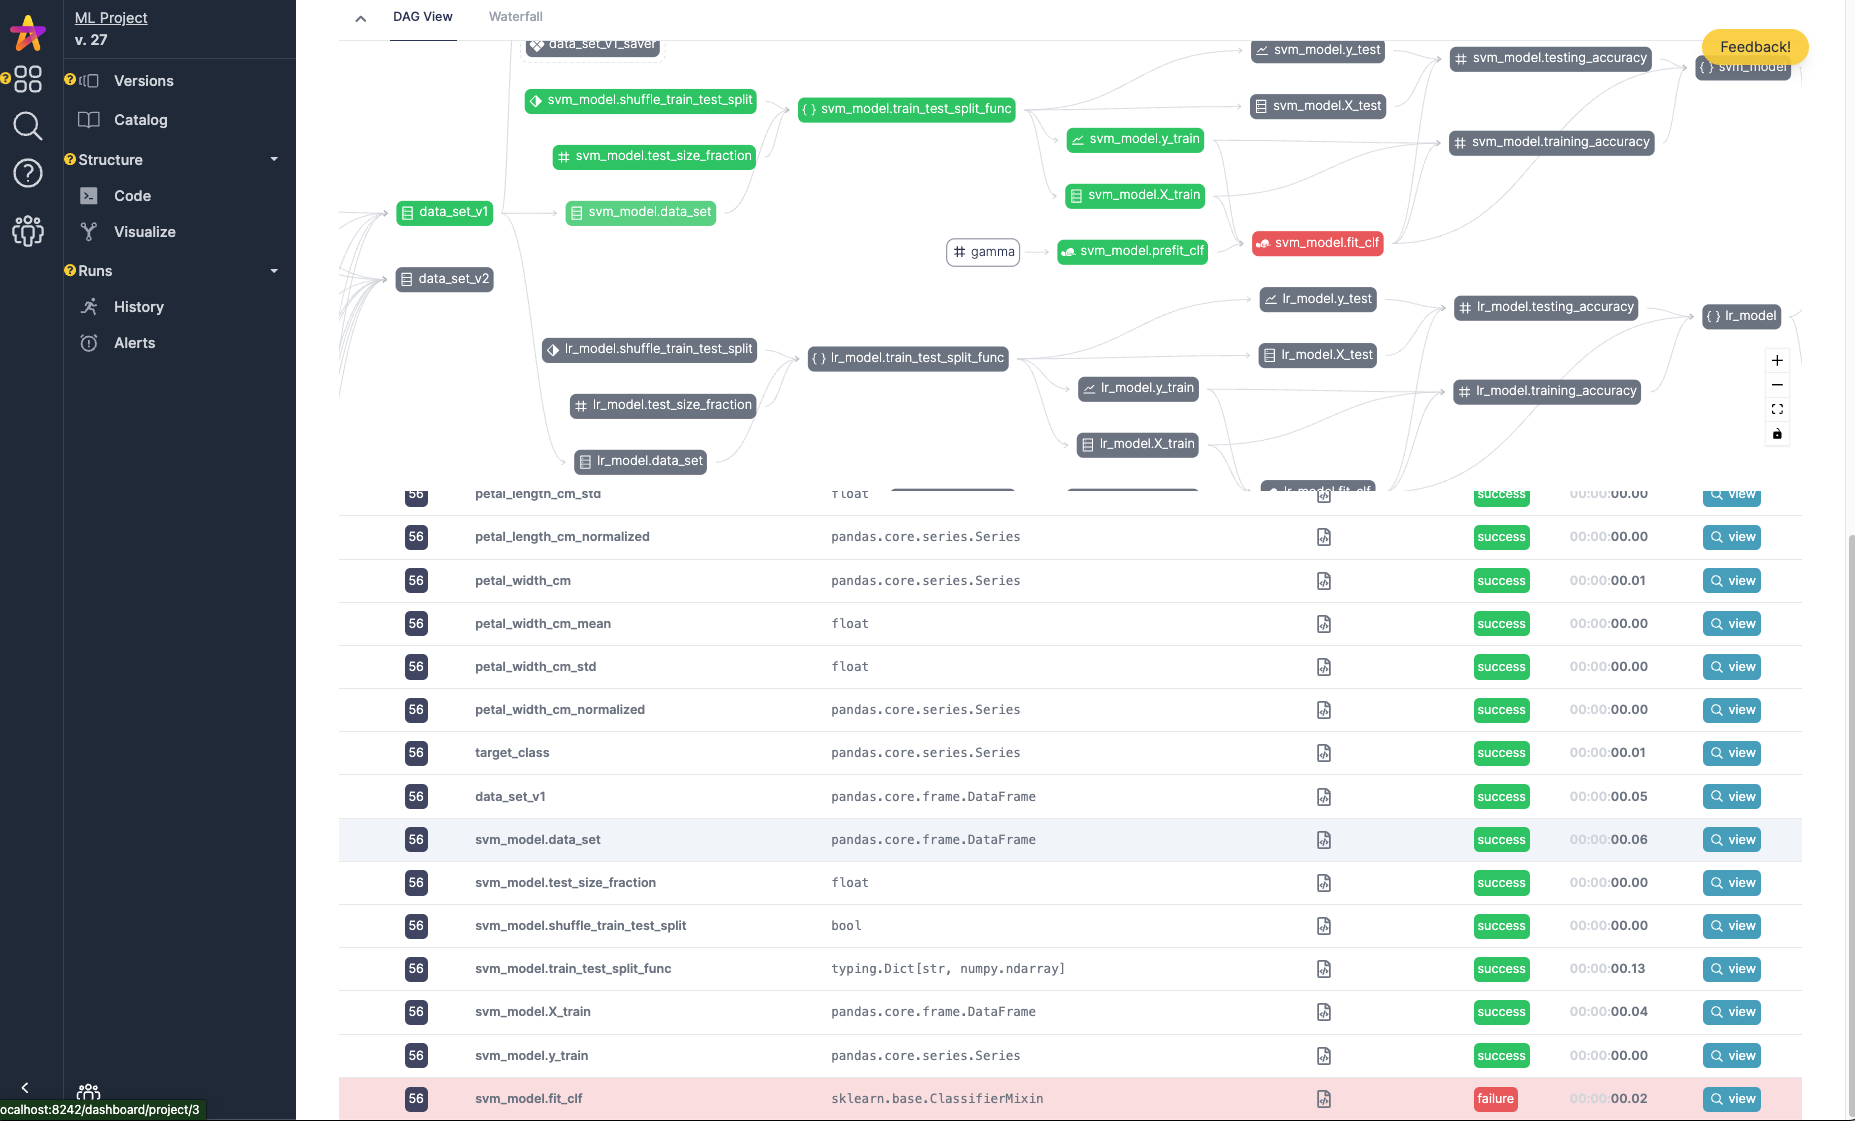 ML Project
v. 27
Versions
Catalog
Structure
Code
Visualize
Runs
History
Alerts
ocalhost:8242/dashboard/project/3
DAG View
Waterfall
Feedback!
data_set_v1_saver
svm_model.y_test
svm_model.testing_accuracy
{ } svm_model
svm_model.shuffle_train_test_split
{ } svm_model.train_test_split_func
svm_model.X_test
svm_model.y_train
svm_model.training_accuracy
# svm_model.test_size_fraction
svm_model.X_train
data_set_v1
svm_model.data_set
# gamma
svm_model.prefit_clf
svm_model.fit_clf
data_set_v2
lr_model.y_test
# lr_model.testing_accuracy
{ } lr_model
lr_model.shuffle_train_test_split
{ } lr_model.train_test_split_func
lr_model.X_test
lr_model.y_train
# lr_model.training_accuracy
# lr_model.test_size_fraction
lr_model.X_train
lr_model.data_set
lr_model.fit_clf
56 petal_length_cm_std float success 00:00:00.00 view
56 petal_length_cm_normalized pandas.core.series.Series success 00:00:00.00 view
56 petal_width_cm pandas.core.series.Series success 00:00:00.01 view
56 petal_width_cm_mean float success 00:00:00.00 view
56 petal_width_cm_std float success 00:00:00.00 view
56 petal_width_cm_normalized pandas.core.series.Series success 00:00:00.00 view
56 target_class pandas.core.series.Series success 00:00:00.01 view
56 data_set_v1 pandas.core.frame.DataFrame success 00:00:00.05 view
56 svm_model.data_set pandas.core.frame.DataFrame success 00:00:00.06 view
56 svm_model.test_size_fraction float success 00:00:00.00 view
56 svm_model.shuffle_train_test_split bool success 00:00:00.00 view
56 svm_model.train_test_split_func typing.Dict[str, numpy.ndarray] success 00:00:00.13 view
56 svm_model.X_train pandas.core.frame.DataFrame success 00:00:00.04 view
56 svm_model.y_train pandas.core.series.Series success 00:00:00.00 view
56 svm_model.fit_clf sklearn.base.ClassifierMixin failure 00:00:00.02 view